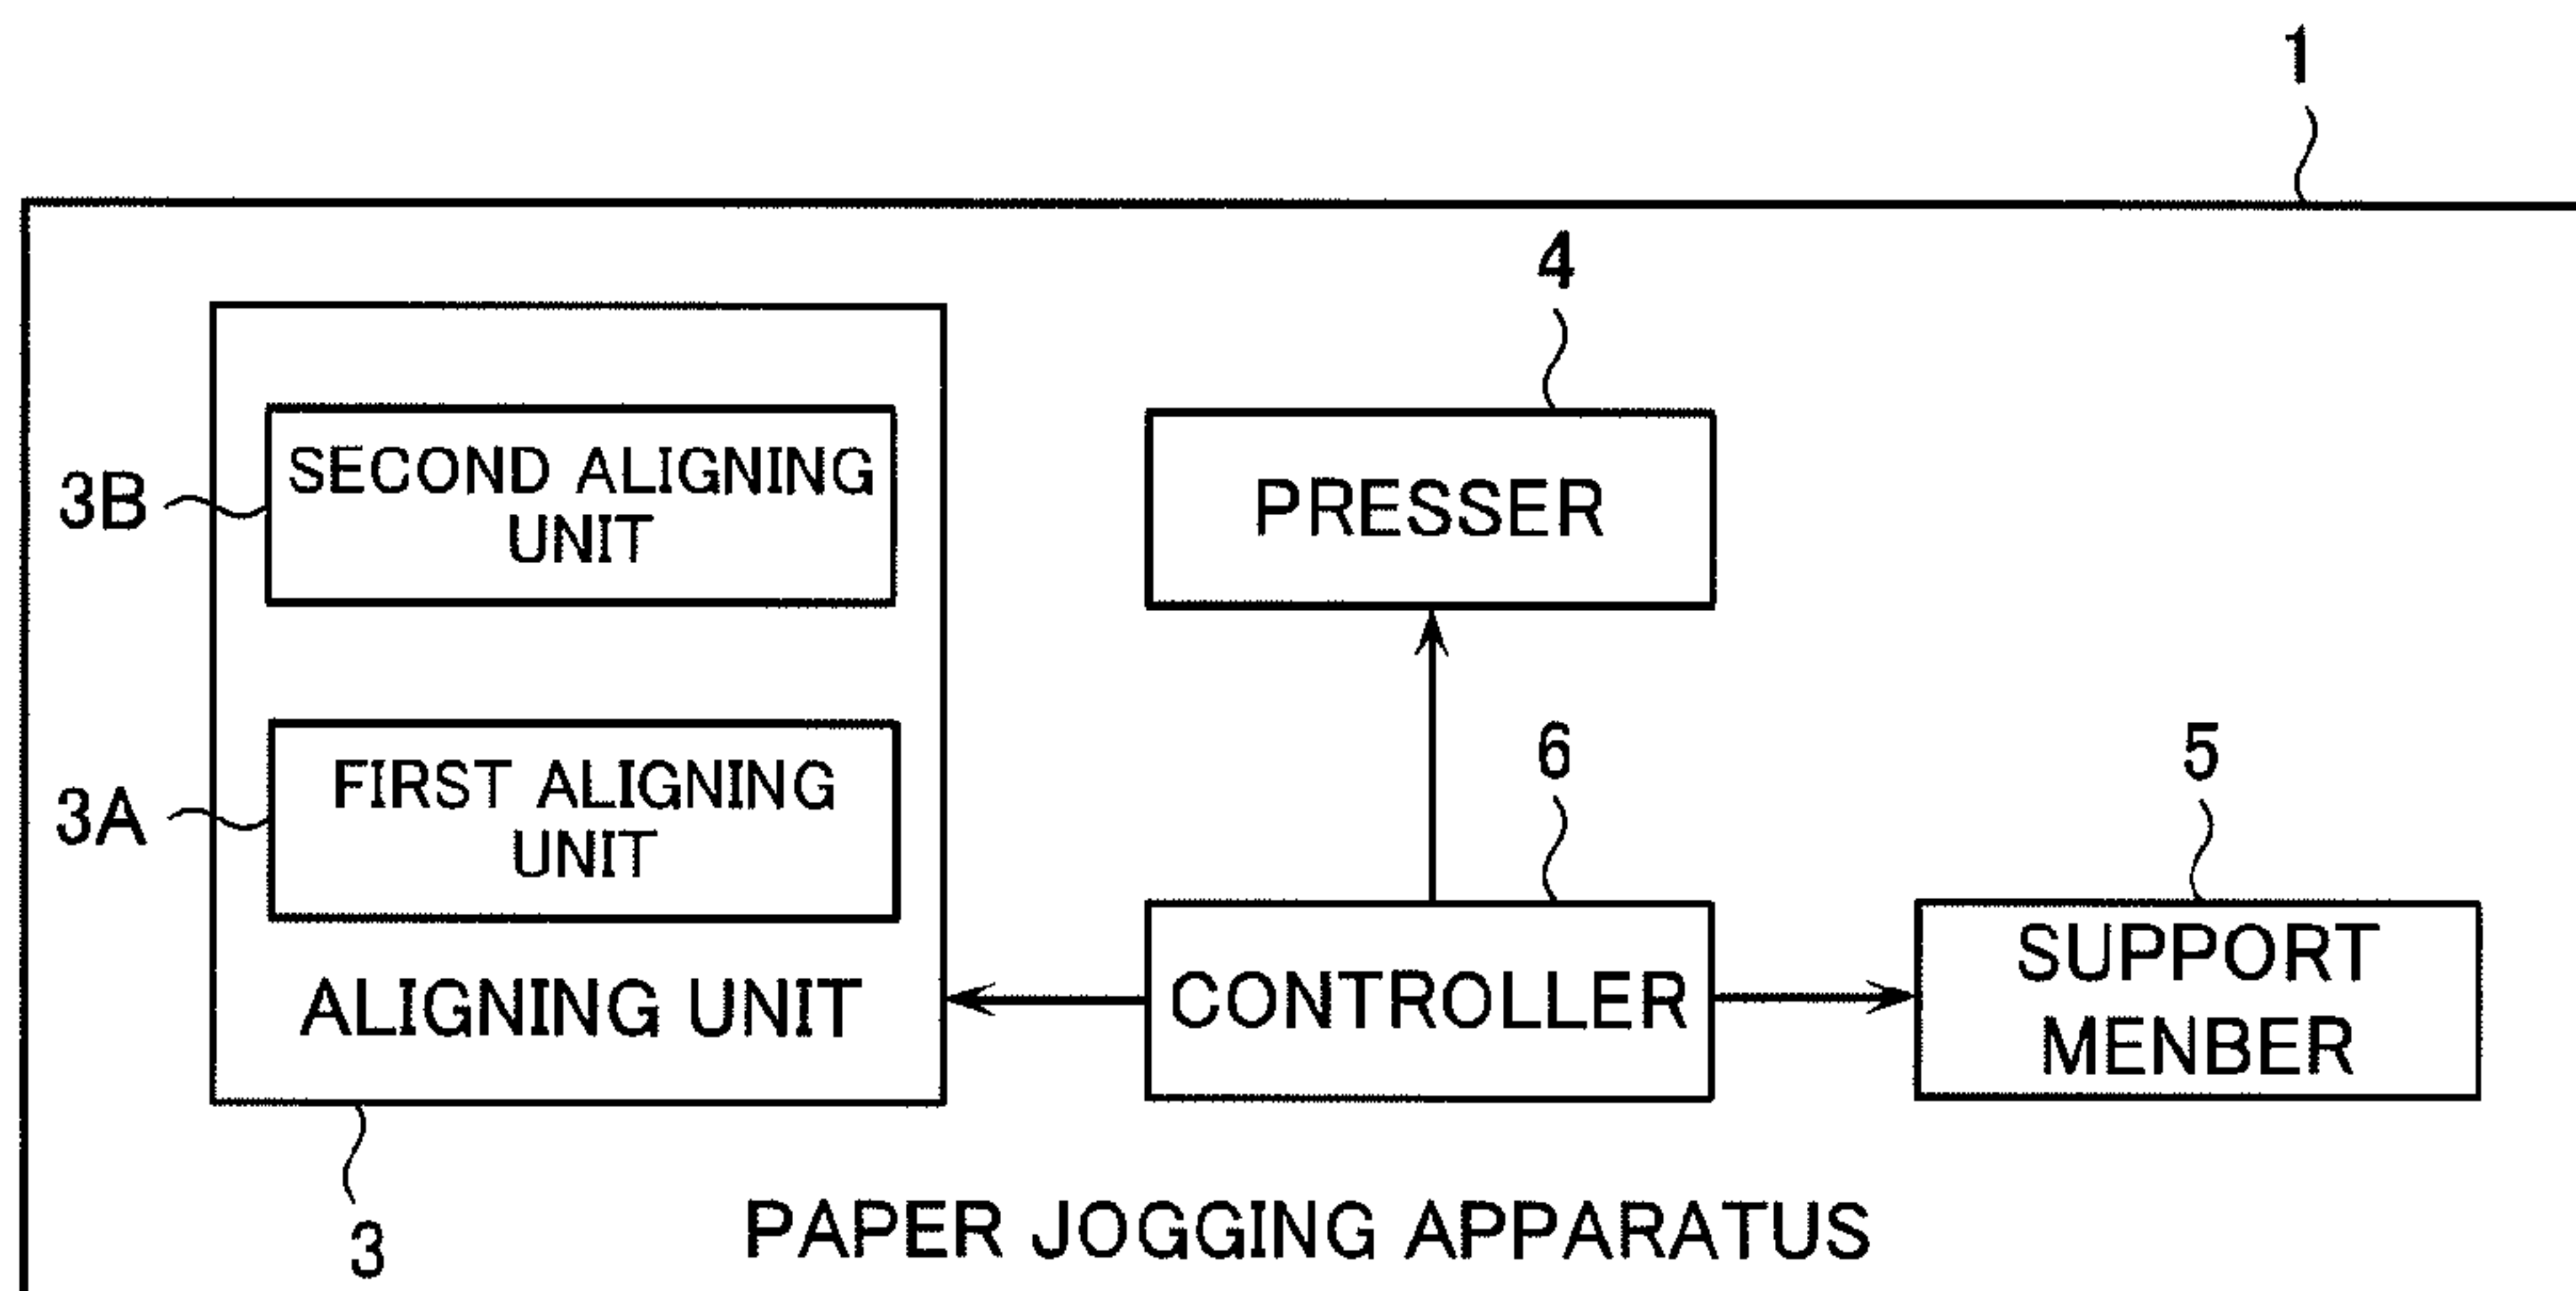 1
4
3B
SECOND ALIGNING
UNIT
PRESSER
3A
FIRST ALIGNING
UNIT
6
5
ALIGNING UNIT
CONTROLLER
SUPPORT
MENBER
3
PAPER JOGGING APPARATUS